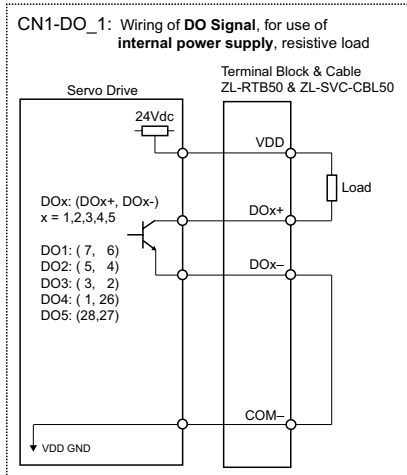 CN1-DO_1: Wiring of DO Signal, for use of
internal power supply, resistive load
Terminal Block & Cable
ZL-RTB50 & ZL-SVC-CBL50
Servo Drive
24Vdc
VDD
Load
DOx: (DOx+, DOx-)
x = 1,2,3,4,5
DOx+
DO1: ( 7, 6)
DO2: ( 5, 4)
DO3: ( 3, 2)
DO4: ( 1, 26)
DO5: (28,27)
DOx–
COM–
VDD GND